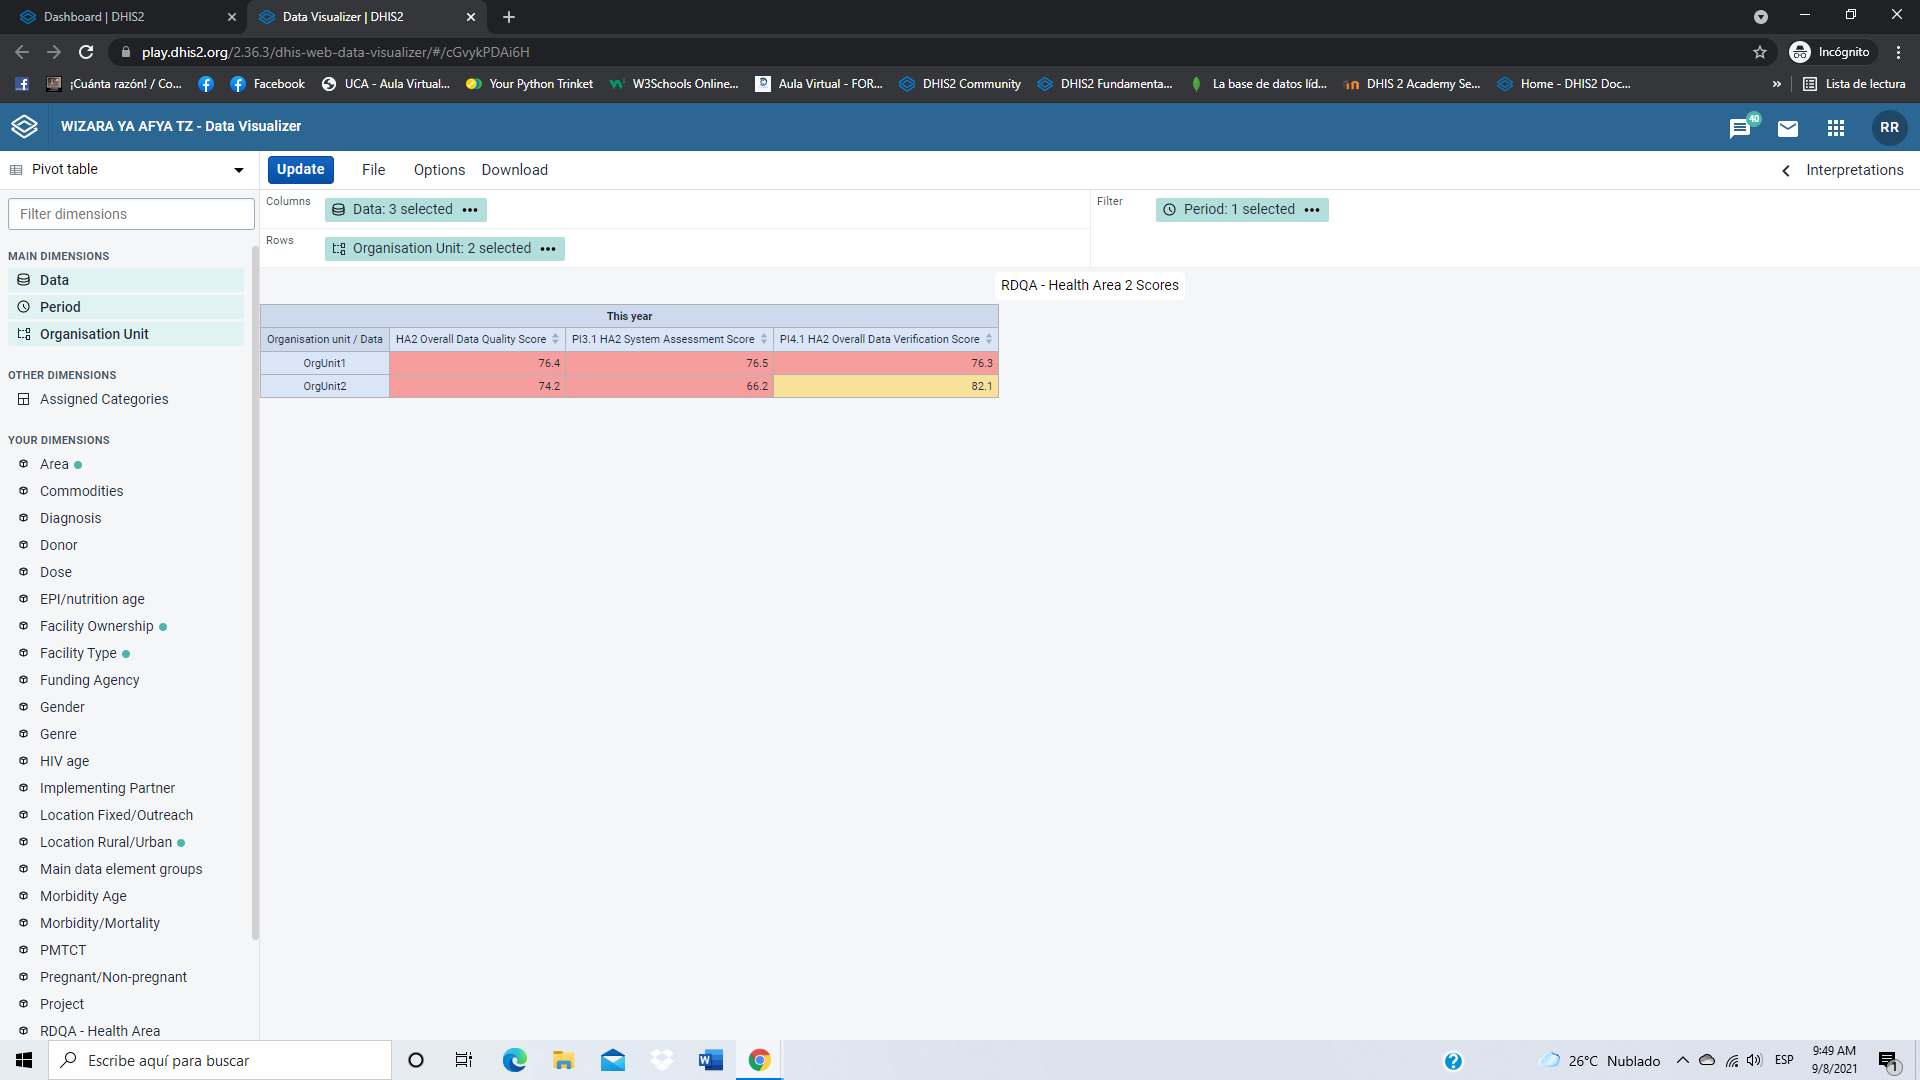 Dashboard | DHIS2
Data Visualizer | DHIS2
play.dhis2.org/2.36.3/dhis-web-data-visualizer/#/cGvykPDAi6H
Incógnito
¡Cuánta razón! / Co...
Facebook
UCA - Aula Virtual...
Your Python Trinket
W3Schools Online...
Aula Virtual - FOR...
DHIS2 Community
DHIS2 Fundamenta...
La base de datos líd...
DHIS 2 Academy Se...
Home - DHIS2 Doc...
»
Lista de lectura
WIZARA YA AFYA TZ - Data Visualizer
40
RR
Pivot table
Update
File
Options
Download
Interpretations
Filter dimensions
Columns
Data: 3 selected
Filter
Period: 1 selected
Rows
Organisation Unit: 2 selected
MAIN DIMENSIONS
Data
Period
Organisation Unit
OTHER DIMENSIONS
Assigned Categories
YOUR DIMENSIONS
Area
Commodities
Diagnosis
Donor
Dose
EPI/nutrition age
Facility Ownership
Facility Type
Funding Agency
Gender
Genre
HIV age
Implementing Partner
Location Fixed/Outreach
Location Rural/Urban
Main data element groups
Morbidity Age
Morbidity/Mortality
PMTCT
Pregnant/Non-pregnant
Project
RDQA - Health Area
RDQA - Health Area 2 Scores
This year
Organisation unit / Data HA2 Overall Data Quality Score PI3.1 HA2 System Assessment Score PI4.1 HA2 Overall Data Verification Score
OrgUnit1 76.4 76.5 76.3
OrgUnit2 74.2 66.2 82.1
Escribe aquí para buscar
26°C Nublado
ESP
9:49 AM
9/8/2021
1